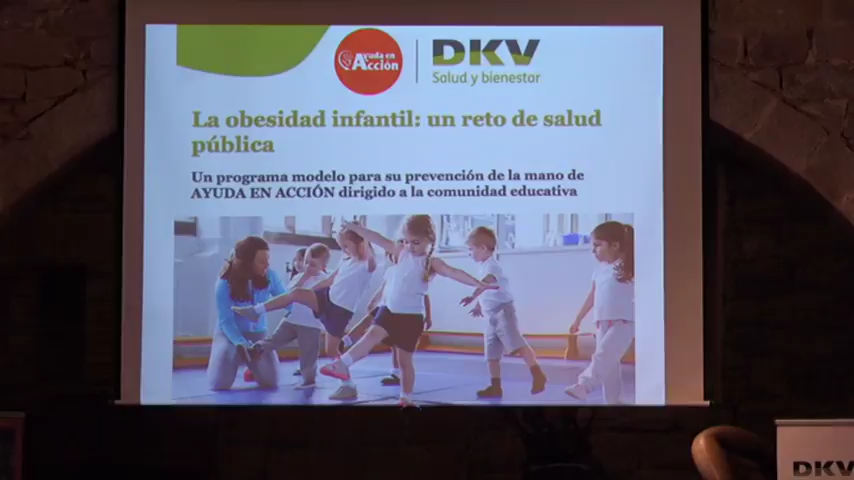 Ayuda en
Acción
DKV
Salud y bienestar
La obesidad infantil: un reto de salud
pública
Un programa modelo para su prevención de la mano de
AYUDA EN ACCIÓN dirigido a la comunidad educativa
DKV